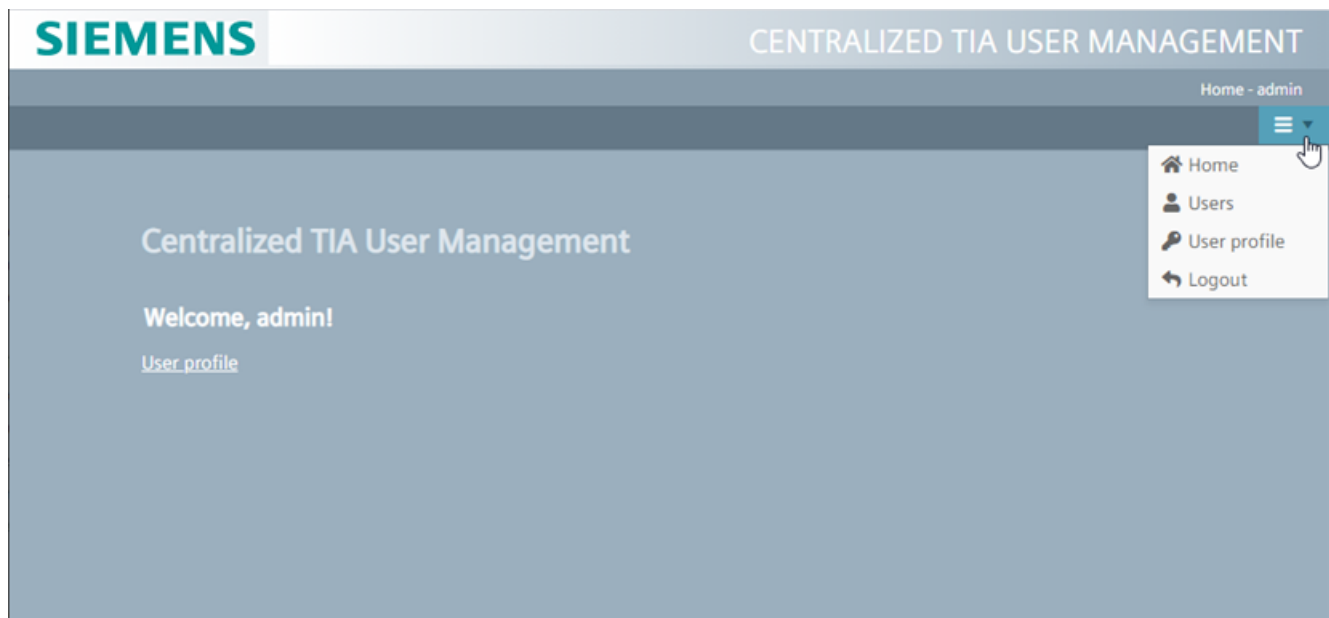 SIEMENS
CENTRALIZED TIA USER MANAGEMENT
Home - admin
Home
Users
User profile
Logout
Centralized TIA User Management
Welcome, admin!
User profile